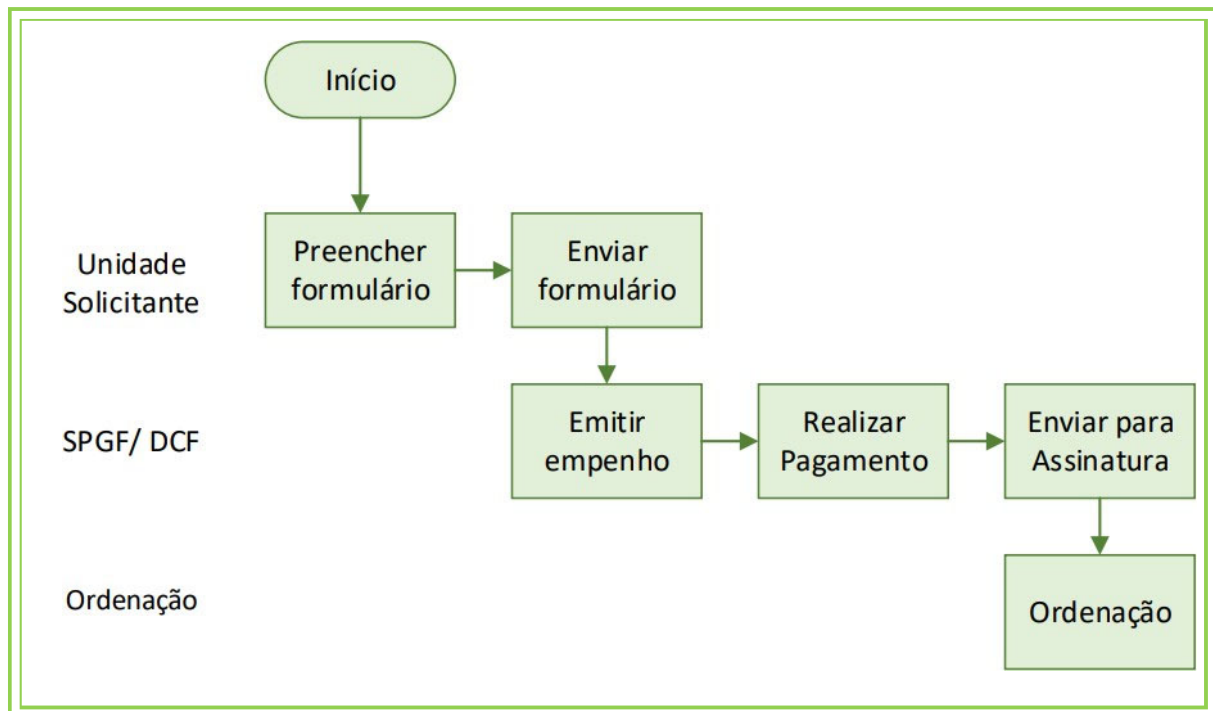 Início
Unidade
Solicitante
Preencher
formulário
Enviar
formulário
SPGF/ DCF
Emitir
empenho
Realizar
Pagamento
Enviar para
Assinatura
Ordenação
Ordenação